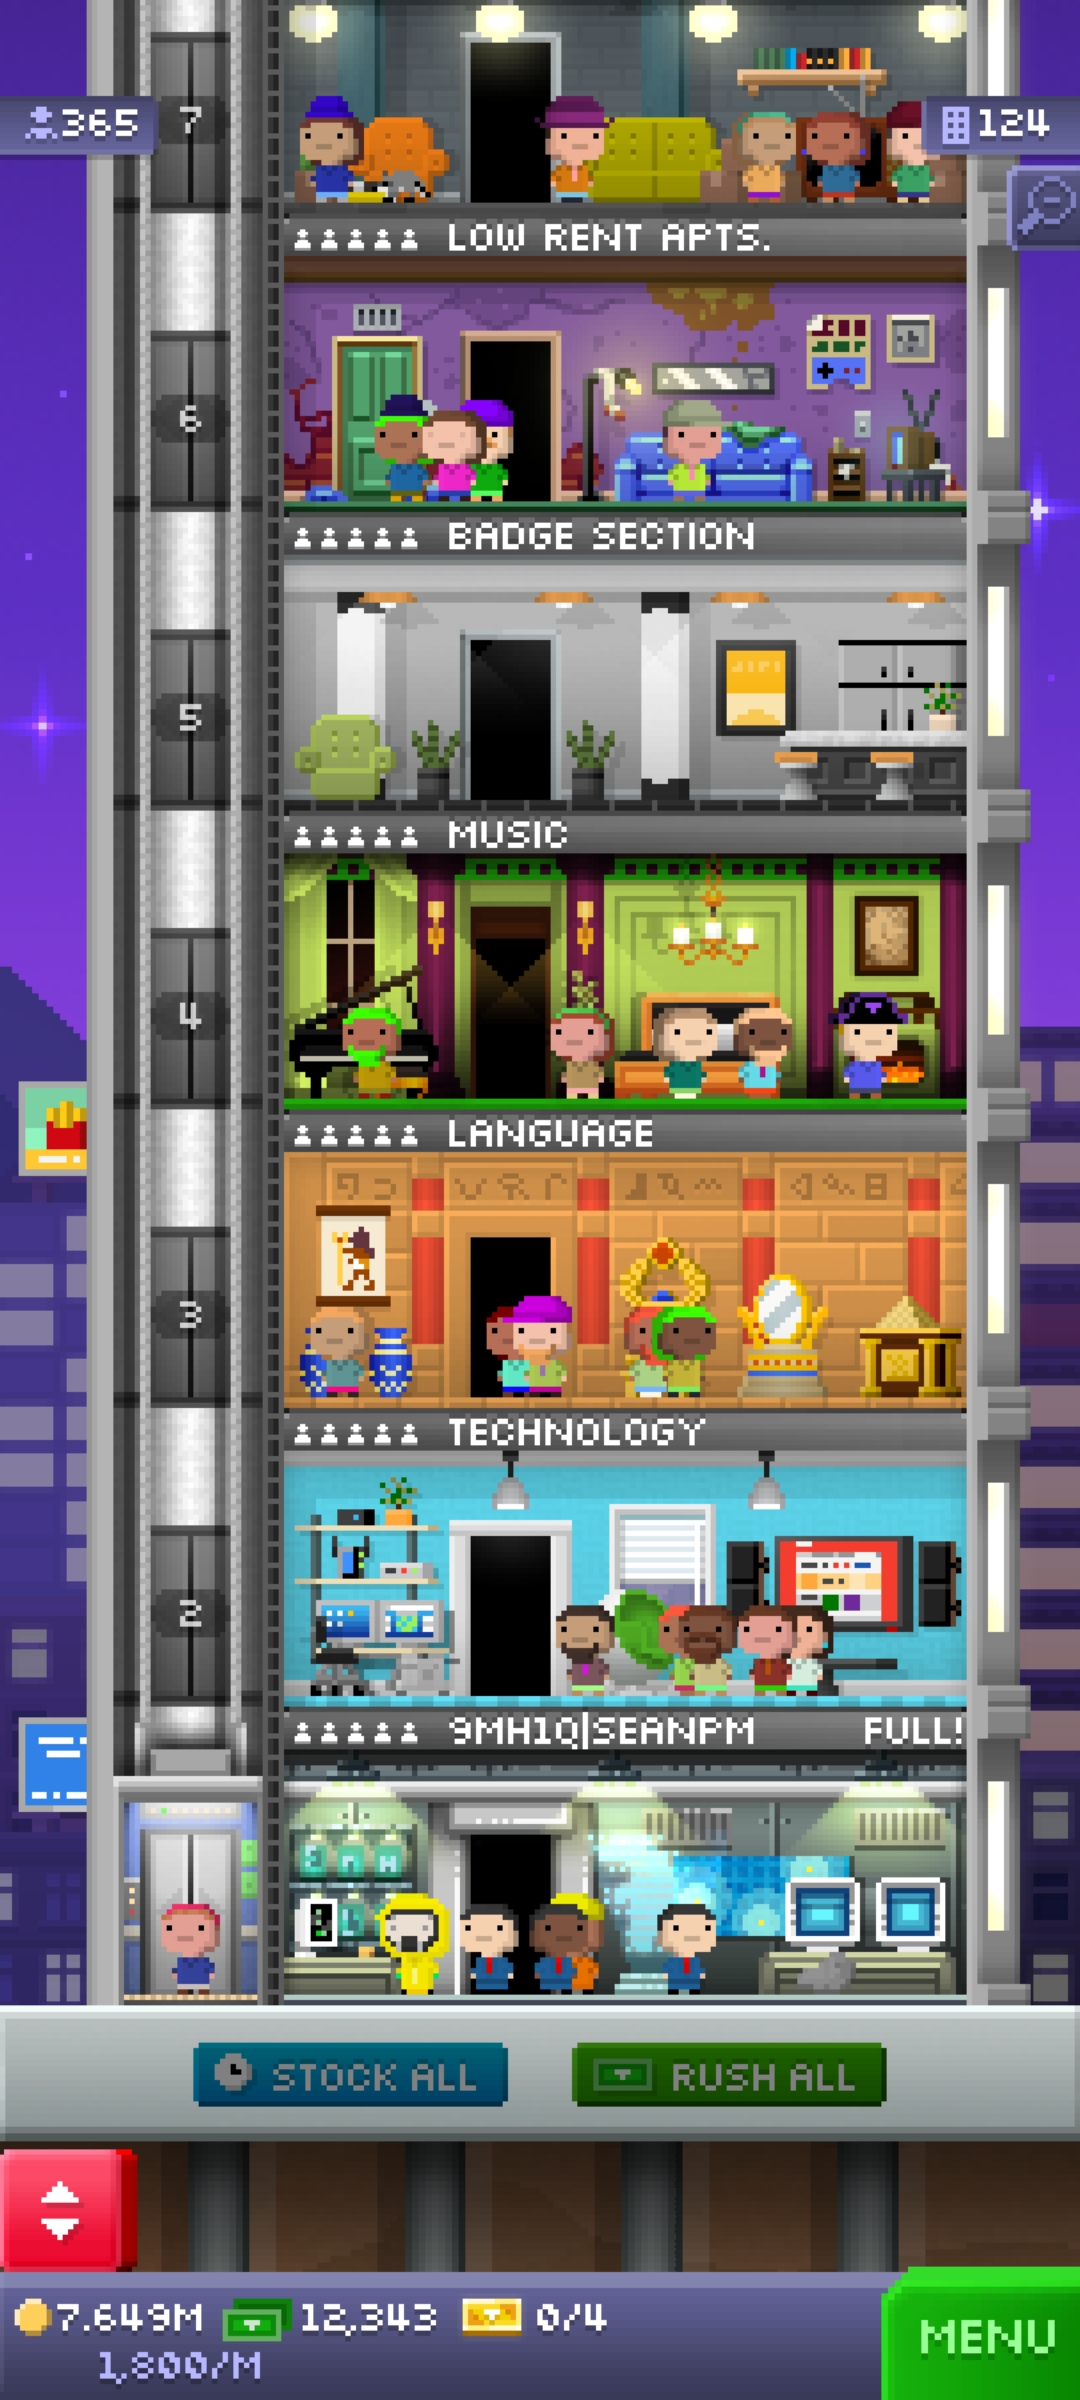 7
365
124
LOW RENT APTS.
6
BADGE SECTION
5
MUSIC
4
LANGUAGE
3
TECHNOLOGY
2
9MH1Q|SEANPM FULL!
STOCK ALL
RUSH ALL
7.649M 12,343 0/4
1,800/M
MENU